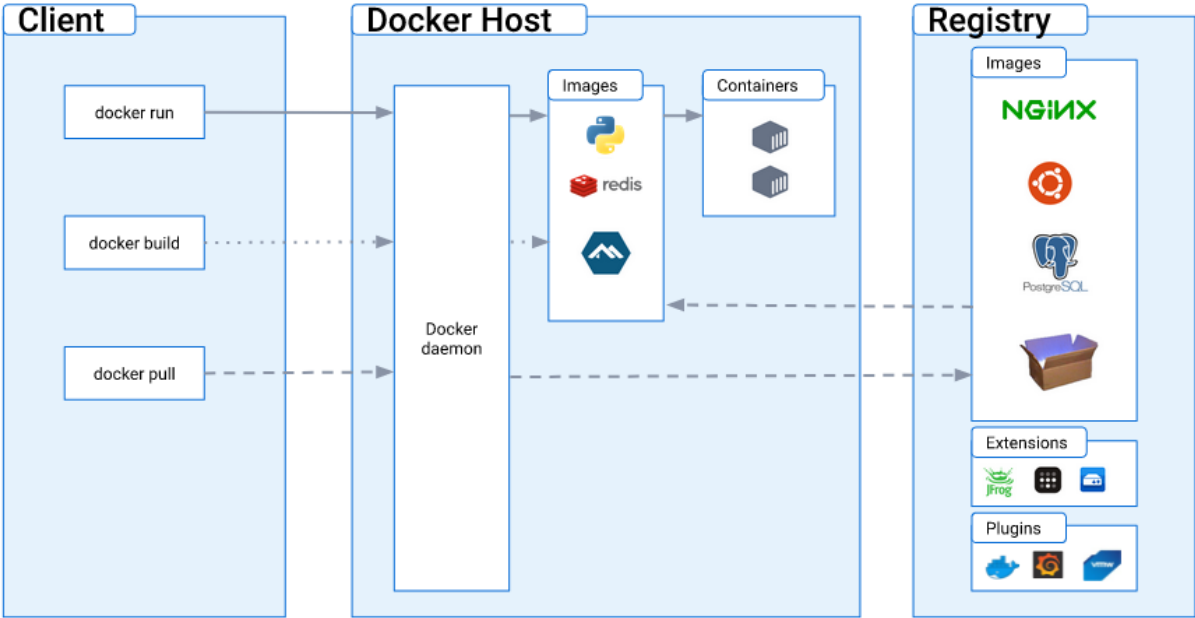 Client
docker run
docker build
docker pull
Docker Host
Docker
daemon
Images
redis
Containers
Registry
Images
NGINX
PostgreSQL
Extensions
JFrog
Plugins
vmw